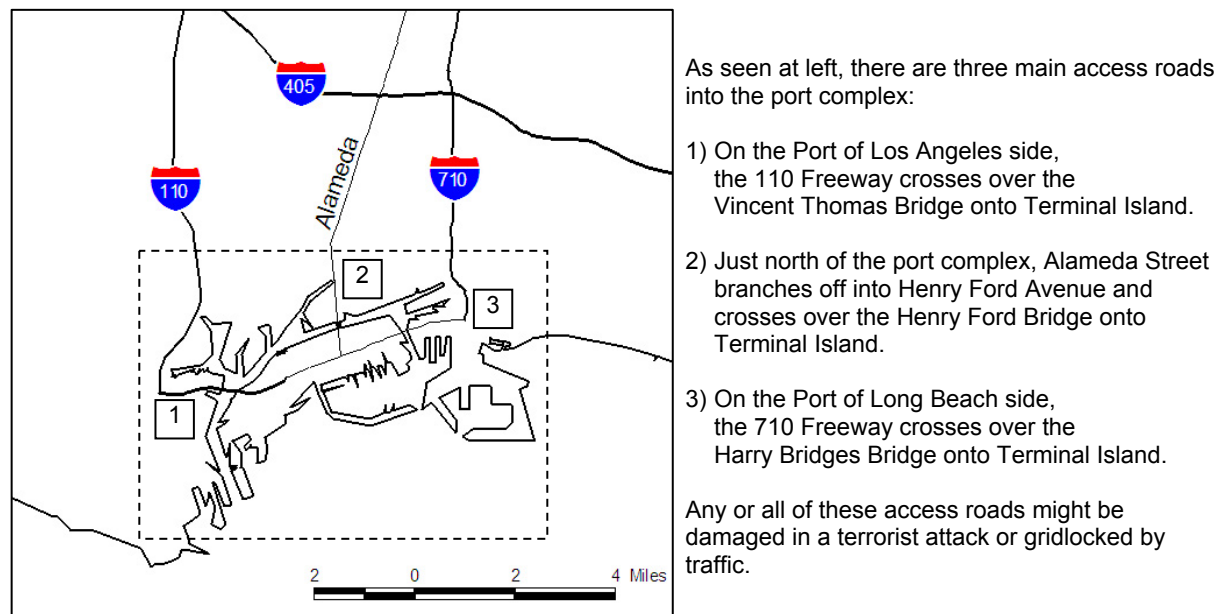 405
110
710
Alameda
1
2
3
2 0 2 4 Miles
As seen at left, there are three main access roads
into the port complex:
1) On the Port of Los Angeles side,
the 110 Freeway crosses over the
Vincent Thomas Bridge onto Terminal Island.
2) Just north of the port complex, Alameda Street
branches off into Henry Ford Avenue and
crosses over the Henry Ford Bridge onto
Terminal Island.
3) On the Port of Long Beach side,
the 710 Freeway crosses over the
Harry Bridges Bridge onto Terminal Island.
Any or all of these access roads might be
damaged in a terrorist attack or gridlocked by
traffic.